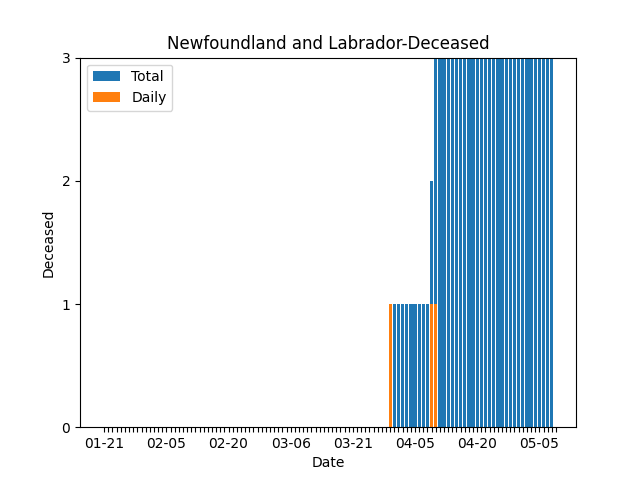 Newfoundland and Labrador-Deceased
Total
Daily
Deceased
3
2
1
0
01-21 02-05 02-20 03-06 03-21 04-05 04-20 05-05
Date